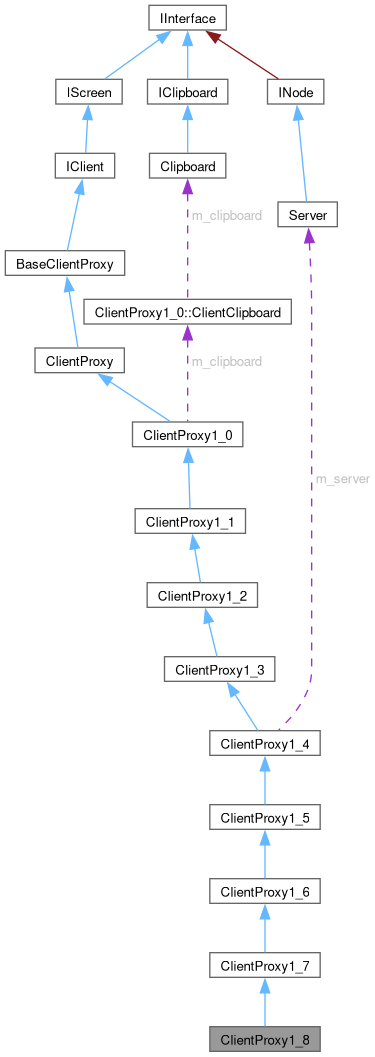 IInterface
IScreen
IClipboard
INode
IClient
Clipboard
Server
m_clipboard
BaseClientProxy
ClientProxy1_0::ClientClipboard
ClientProxy
m_clipboard
ClientProxy1_0
m_server
ClientProxy1_1
ClientProxy1_2
ClientProxy1_3
ClientProxy1_4
ClientProxy1_5
ClientProxy1_6
ClientProxy1_7
ClientProxy1_8